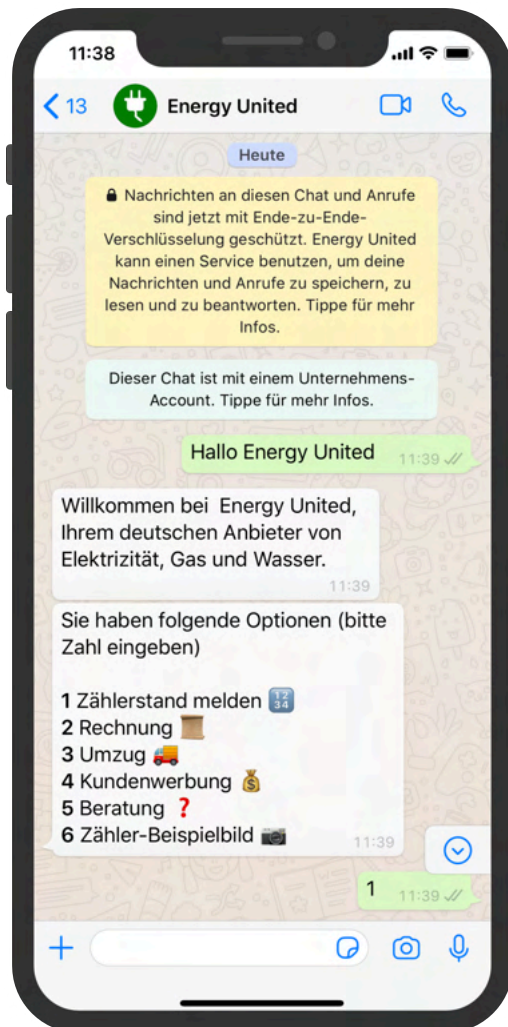 11:38
13 Energy United
Heute
Nachrichten an diesen Chat und Anrufe
sind jetzt mit Ende-zu-Ende-
Verschlüsselung geschützt. Energy United
kann einen Service benutzen, um deine
Nachrichten und Anrufe zu speichern, zu
lesen und zu beantworten. Tippe für mehr
Infos.
Dieser Chat ist mit einem Unternehmens-
Account. Tippe für mehr Infos.
Hallo Energy United 11:39
Willkommen bei Energy United,
Ihrem deutschen Anbieter von
Elektrizität, Gas und Wasser.
11:39
Sie haben folgende Optionen (bitte
Zahl eingeben)
1 Zählerstand melden 🔢
2 Rechnung
3 Umzug
4 Kundenwerbung
5 Beratung ❓
6 Zähler-Beispielbild 11:39
1 11:39